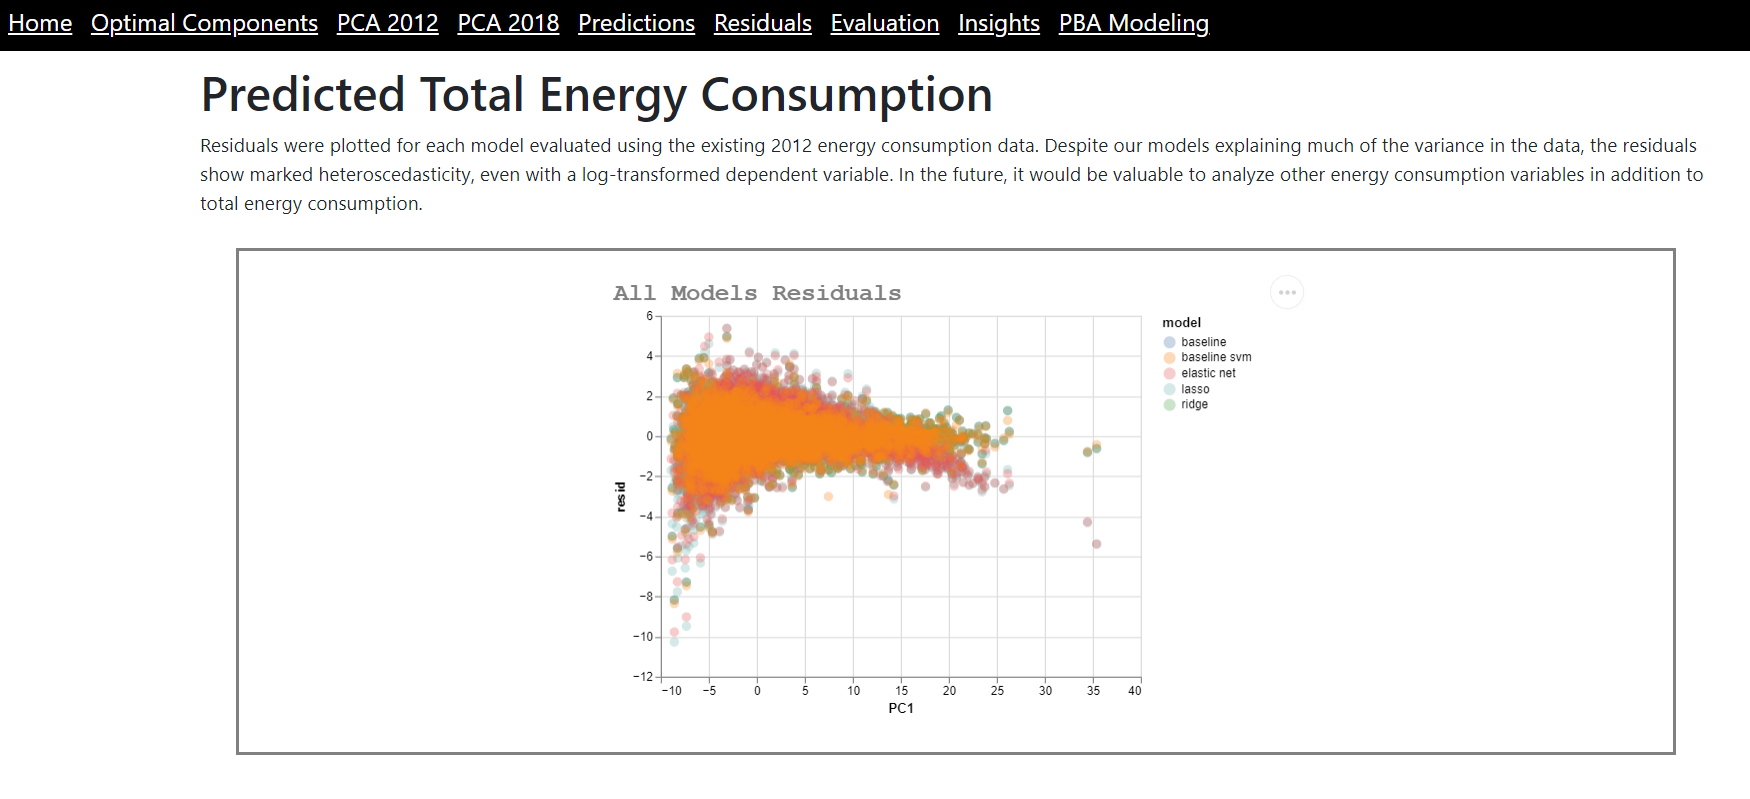 Home Optimal Components PCA 2012 PCA 2018 Predictions Residuals Evaluation Insights PBA Modeling
Predicted Total Energy Consumption
Residuals were plotted for each model evaluated using the existing 2012 energy consumption data. Despite our models explaining much of the variance in the data, the residuals
show marked heteroscedasticity, even with a log-transformed dependent variable. In the future, it would be valuable to analyze other energy consumption variables in addition to
total energy consumption.
All Models Residuals
6
4
2
0
−2
−4
−6
−8
−10
−12
resid
−10 −5 0 5 10 15 20 25 30 35 40
PC1
model
baseline
baseline svm
elastic net
lasso
ridge